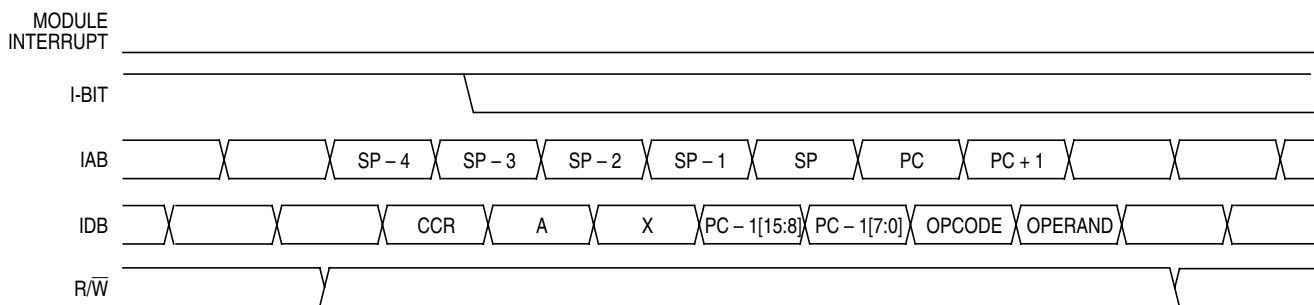 MODULE
INTERRUPT
I-BIT
IAB SP – 4 SP – 3 SP – 2 SP – 1 SP PC PC + 1
IDB CCR A X PC – 1[15:8] PC – 1[7:0] OPCODE OPERAND
R/W̅